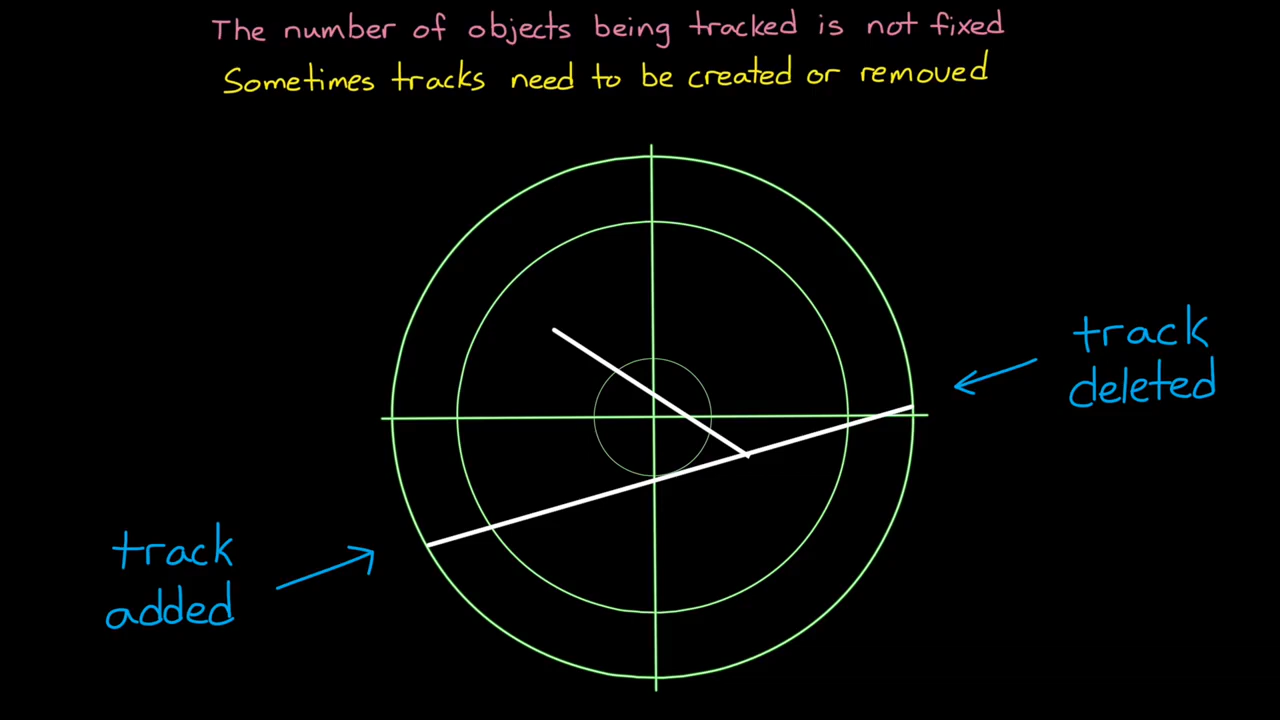 The number of objects being tracked is not fixed
Sometimes tracks need to be created or removed
track
deleted
track
added